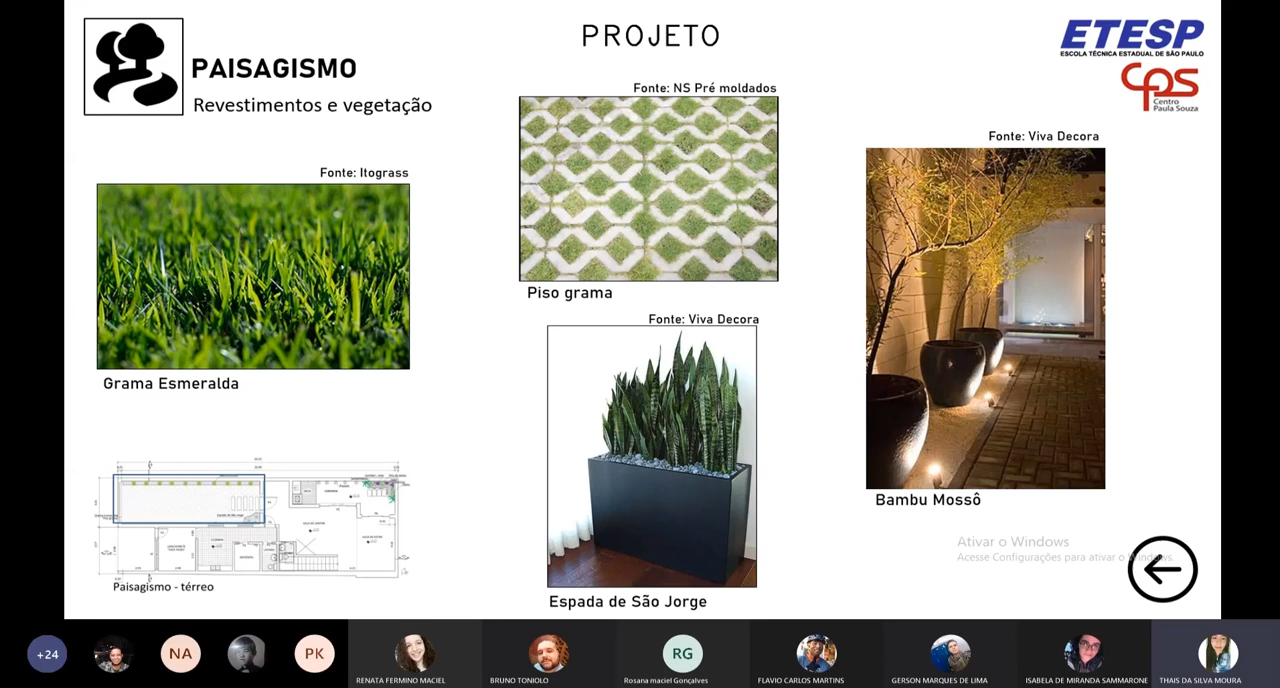 PROJETO
PAISAGISMO
Revestimentos e vegetação
ETESP
ESCOLA TÉCNICA ESTADUAL DE SÃO PAULO
CPS
Centro
Paula Souza
Fonte: NS Pré moldados
Piso grama
Fonte: Itograss
Grama Esmeralda
Fonte: Viva Decora
Espada de São Jorge
Fonte: Viva Decora
Bambu Mossô
Paisagismo - térreo
Ativar o Windows
Acesse Configurações para ativar o Windows.
+24
NA
PK
RENATA FERMINO MACIEL
BRUNO TONIOLO
RG
Rosana maciel Gonçalves
FLAVIO CARLOS MARTINS
GERSON MARQUES DE LIMA
ISABELA DE MIRANDA SAMMARONE
THAIS DA SILVA MOURA